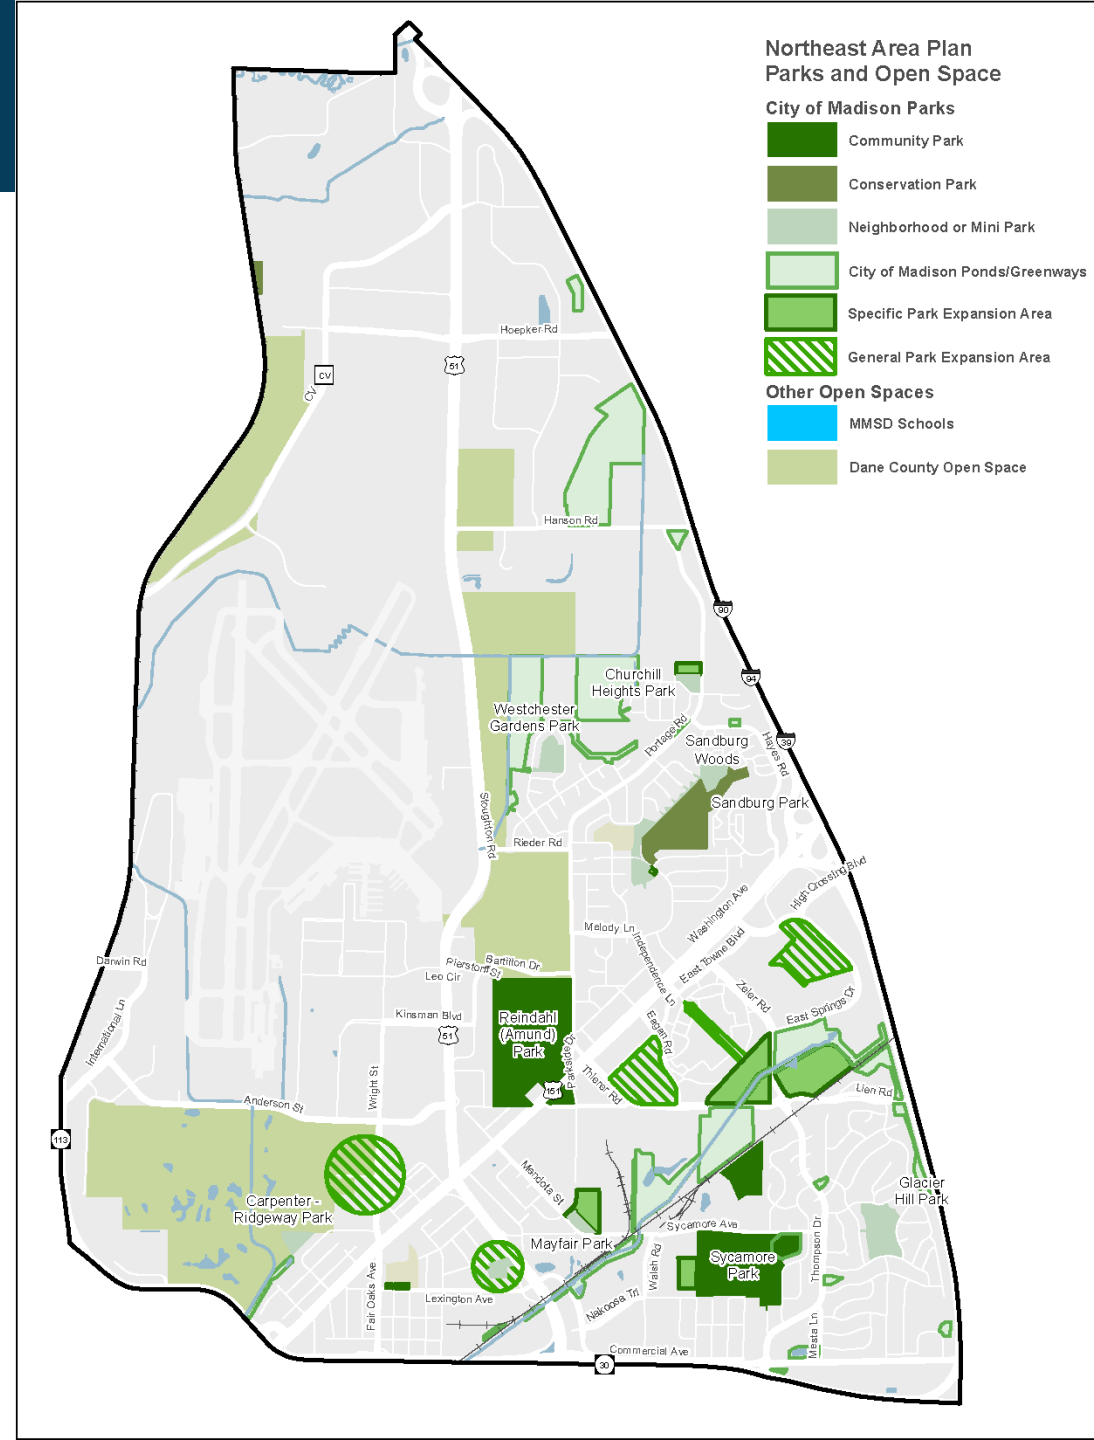 Northeast Area Plan
Parks and Open Space
City of Madison Parks
Community Park
Conservation Park
Neighborhood or Mini Park
City of Madison Ponds/Greenways
Specific Park Expansion Area
General Park Expansion Area
Other Open Spaces
MMSD Schools
Dane County Open Space
Hoepker Rd
51
CV
CV
Hanson Rd
90
94
39
Churchill
Heights Park
Westchester
Gardens Park
Portage Rd
Sandburg
Woods
Hayes Rd
Sandburg Park
Stoughton Rd
Rieder Rd
High Crossing Blvd
Washington Ave
Melody Ln
Independence Ln
East Towne Blvd
Darwin Rd
Bartillon Dr
Pierstorff St
Leo Cir
Zeier Rd
East Springs Dr
International Ln
Kinsman Blvd
51
Reindahl
(Amund)
Park
Parkside Dr
Eagan Rd
Thierer Rd
151
Lien Rd
Wright St
Anderson St
113
Mendota St
Carpenter -
Ridgeway Park
Glacier
Hill Park
Sycamore Ave
Mayfair Park
Sycamore
Park
Thompson Dr
Walsh Rd
Fair Oaks Ave
Lexington Ave
Nakoosa Trl
Commercial Ave
Mesta Ln
30